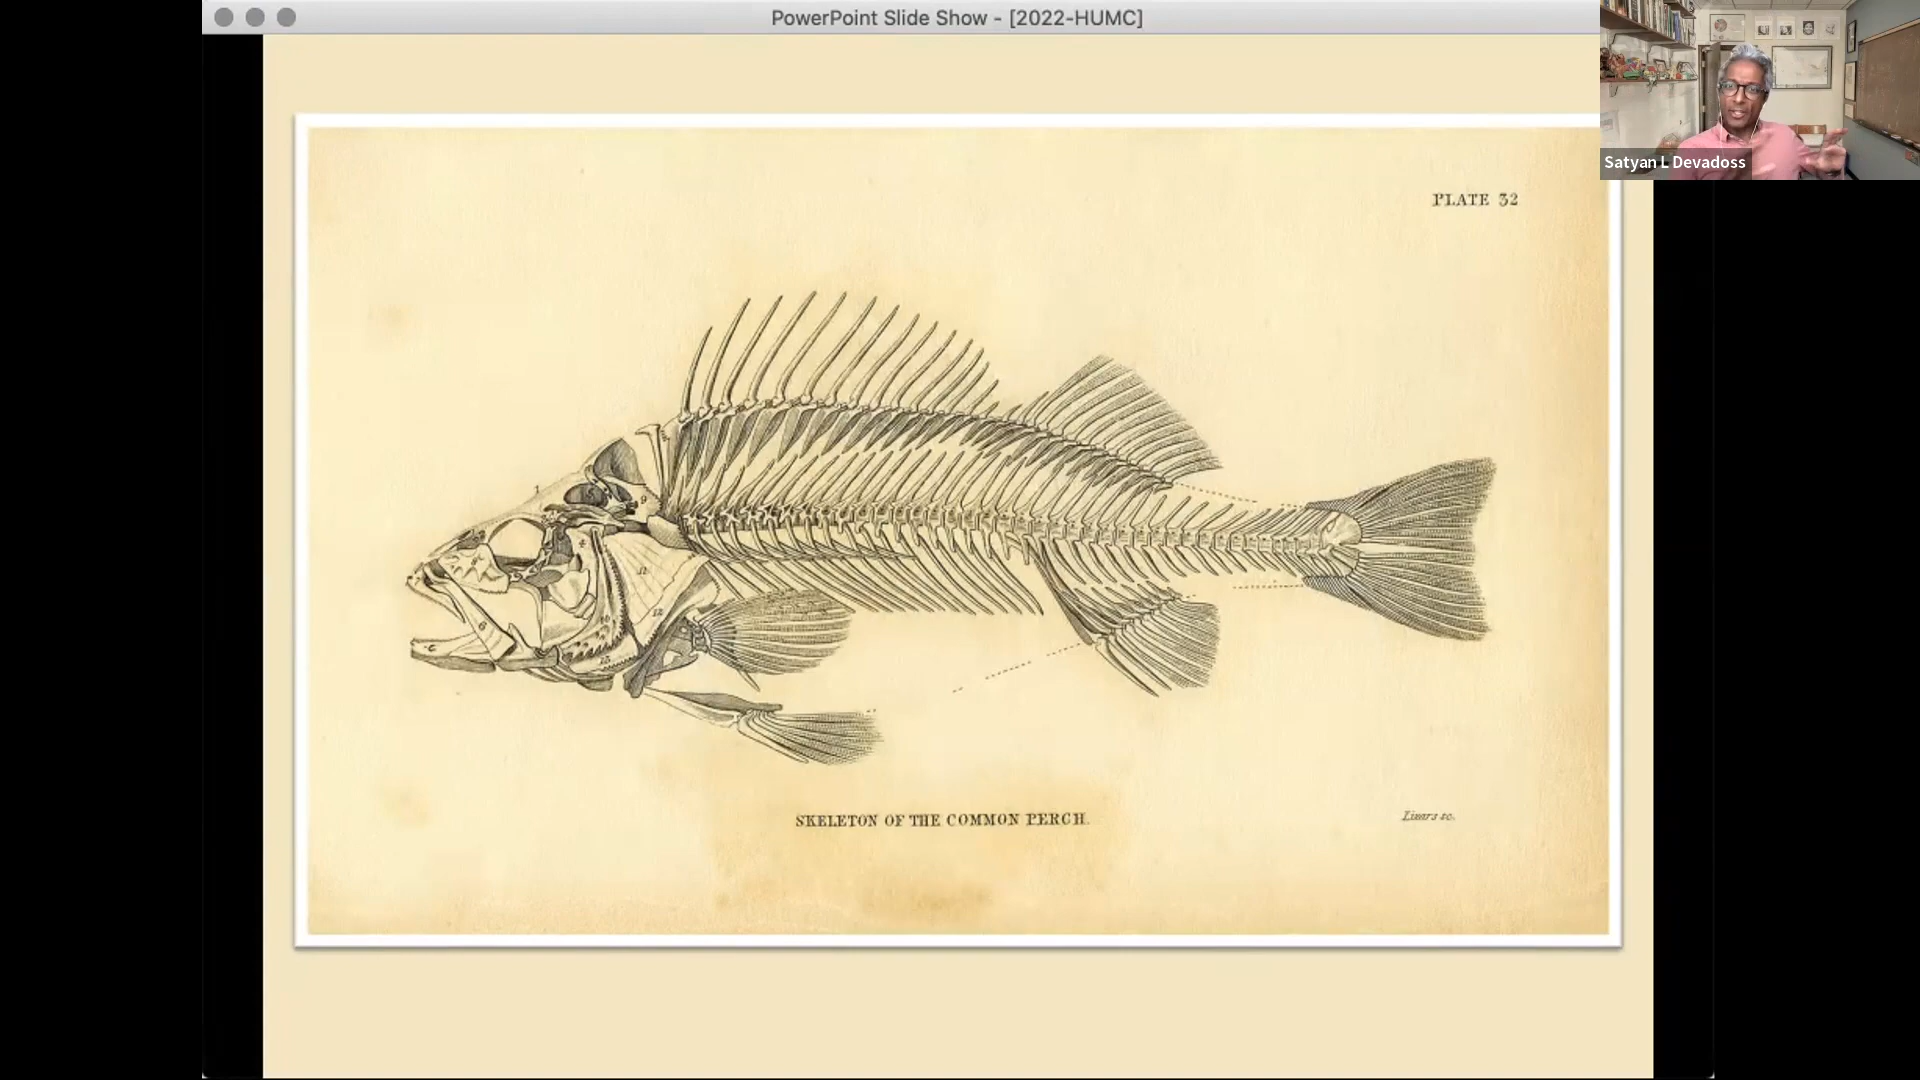 PowerPoint Slide Show - [2022-HUMC]
Satyan L Devadoss
PLATE 32
SKELETON OF THE COMMON PERCH.